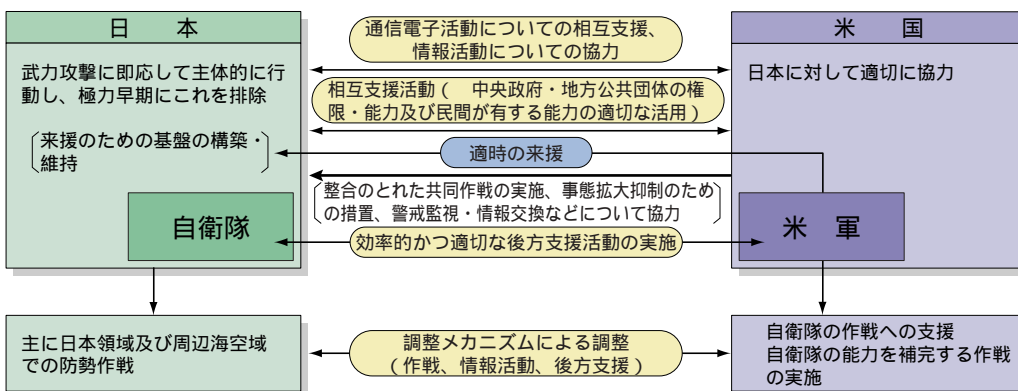 日 本
武力攻撃に即応して主体的に行
動し、極力早期にこれを排除
来援のための基盤の構築・
維持
自衛隊
通信電子活動についての相互支援、
情報活動についての協力
相互支援活動（ 中央政府・地方公共団体の権
限・能力及び民間が有する能力の適切な活用）
適時の来援
整合のとれた共同作戦の実施、事態拡大抑制のため
の措置、警戒監視・情報交換などについて協力
効率的かつ適切な後方支援活動の実施
米 国
日本に対して適切に協力
米 軍
主に日本領域及び周辺海空域
での防勢作戦
調整メカニズムによる調整
（作戦、情報活動、後方支援）
自衛隊の作戦への支援
自衛隊の能力を補完する作戦
の実施